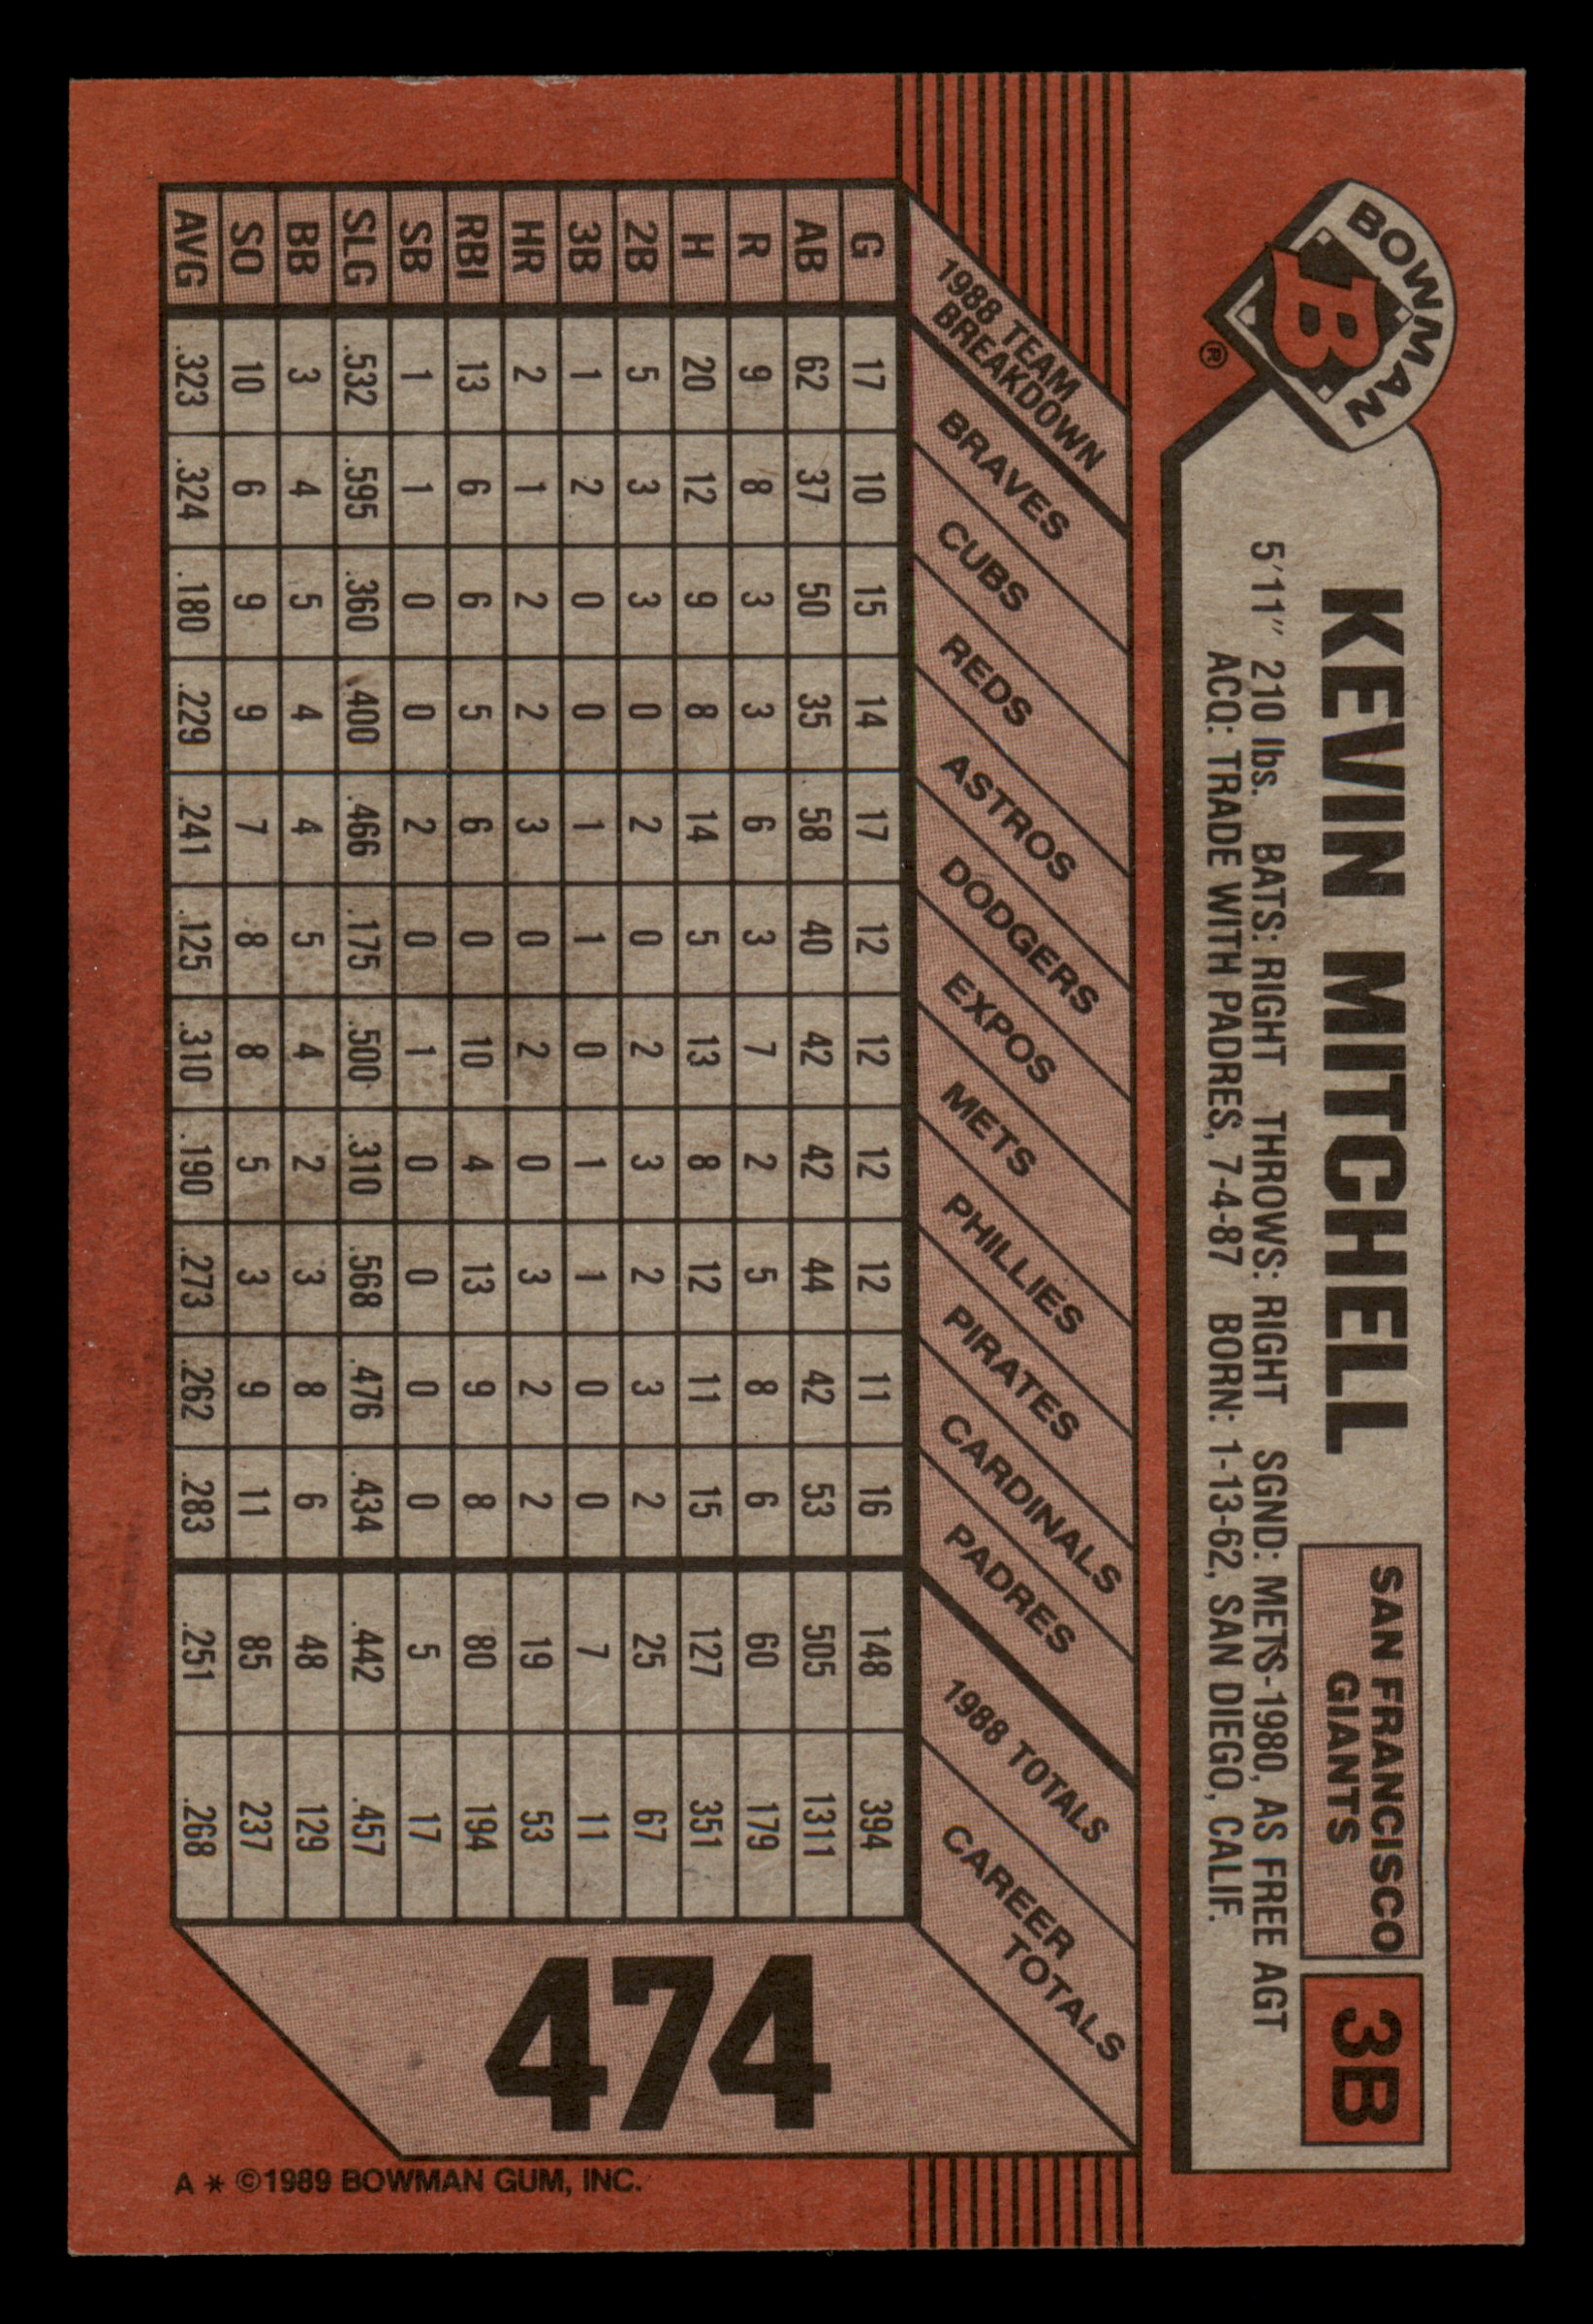 BOWMAN
B
®
KEVIN MITCHELL
SAN FRANCISCO
GIANTS
3B
5'11" 210 lbs. BATS: RIGHT THROWS: RIGHT SGND: METS-1980, AS FREE AGT
ACQ: TRADE WITH PADRES, 7-4-87 BORN: 1-13-62, SAN DIEGO, CALIF.
1988 TEAM
BREAKDOWN
BRAVES
CUBS
REDS
ASTROS
DODGERS
EXPOS
METS
PHILLIES
PIRATES
CARDINALS
PADRES
1988 TOTALS
CAREER
TOTALS
G 17 10 15 14 17 12 12 12 12 11 16 148 394
AB 62 37 50 35 58 40 42 42 44 42 53 505 1311
R 9 8 3 3 6 3 7 2 5 8 6 60 179
H 20 12 9 8 14 5 13 8 12 11 15 127 351
2B 5 3 3 0 2 0 2 3 2 3 2 25 67
3B 1 2 0 0 1 1 0 1 1 0 0 7 11
HR 2 1 2 2 3 0 2 0 3 2 2 19 53
RBI 13 6 6 5 6 0 10 4 13 9 8 80 194
SB 1 1 0 0 2 0 1 0 0 0 0 5 17
SLG .532 .595 .360 .400 .466 .175 .500 .310 .568 .476 .434 .442 .457
BB 3 4 5 4 4 5 4 2 3 8 6 48 129
SO 10 6 9 9 7 8 8 5 3 9 11 85 237
AVG .323 .324 .180 .229 .241 .125 .310 .190 .273 .262 .283 .251 .268
474
A * ©1989 BOWMAN GUM, INC.